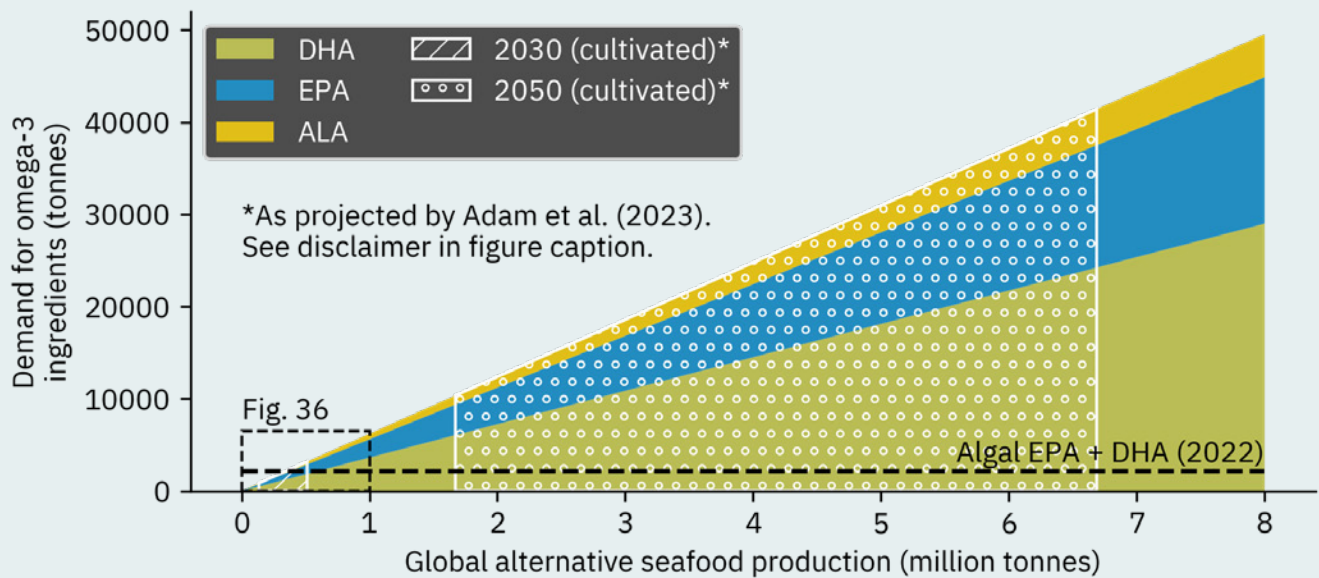 50000
40000
30000
20000
10000
0
Demand for omega-3
ingredients (tonnes)
DHA
EPA
ALA
2030 (cultivated)*
2050 (cultivated)*
*As projected by Adam et al. (2023).
See disclaimer in figure caption.
Fig. 36
Algal EPA + DHA (2022)
0 1 2 3 4 5 6 7 8
Global alternative seafood production (million tonnes)